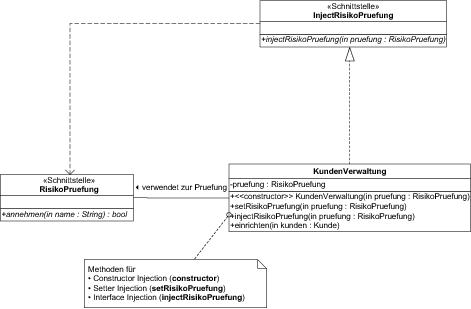 «Schnittstelle»
InjectRisikoPruefung
+injectRisikoPruefung(in pruefung : RisikoPruefung)
«Schnittstelle»
RisikoPruefung
+annehmen(in name : String) : bool
verwendet zur Pruefung
KundenVerwaltung
-pruefung : RisikoPruefung
+<<constructor>> KundenVerwaltung(in pruefung : RisikoPruefung)
+setRisikoPruefung(in pruefung : RisikoPruefung)
+injectRisikoPruefung(in pruefung : RisikoPruefung)
+einrichten(in kunden : Kunde)
Methoden für
• Constructor Injection (constructor)
• Setter Injection (setRisikoPruefung)
• Interface Injection (injectRisikoPruefung)